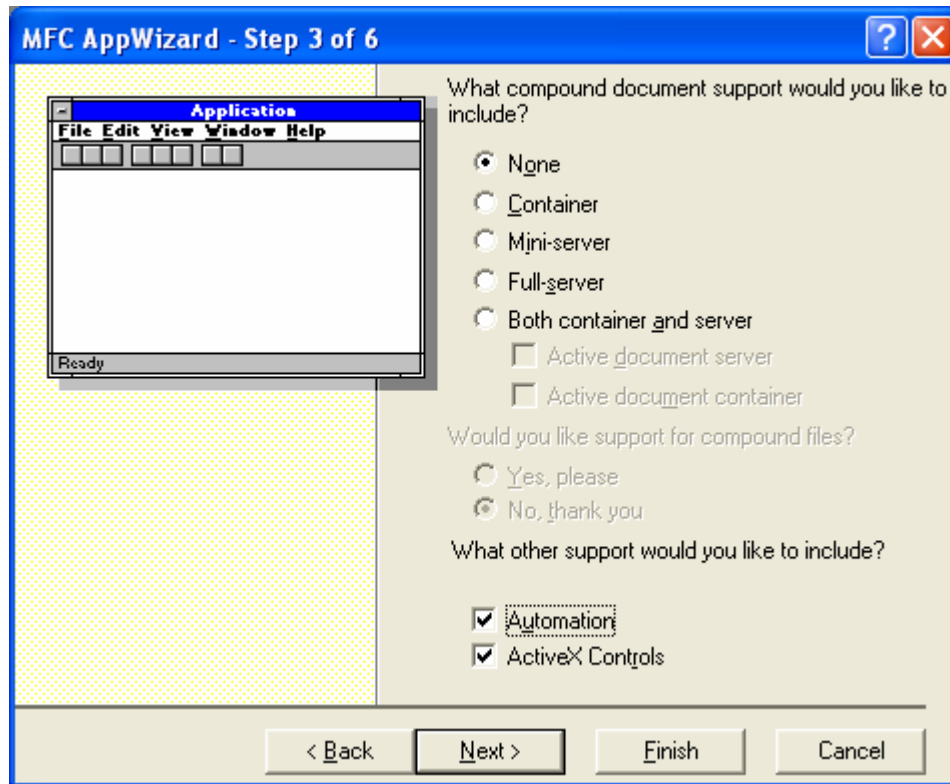 MFC AppWizard - Step 3 of 6
Application
File Edit View Window Help
Ready
What compound document support would you like to
include?
None
Container
Mini-server
Full-server
Both container and server
Active document server
Active document container
Would you like support for compound files?
Yes, please
No, thank you
What other support would you like to include?
Automation
ActiveX Controls
< Back Next > Finish Cancel